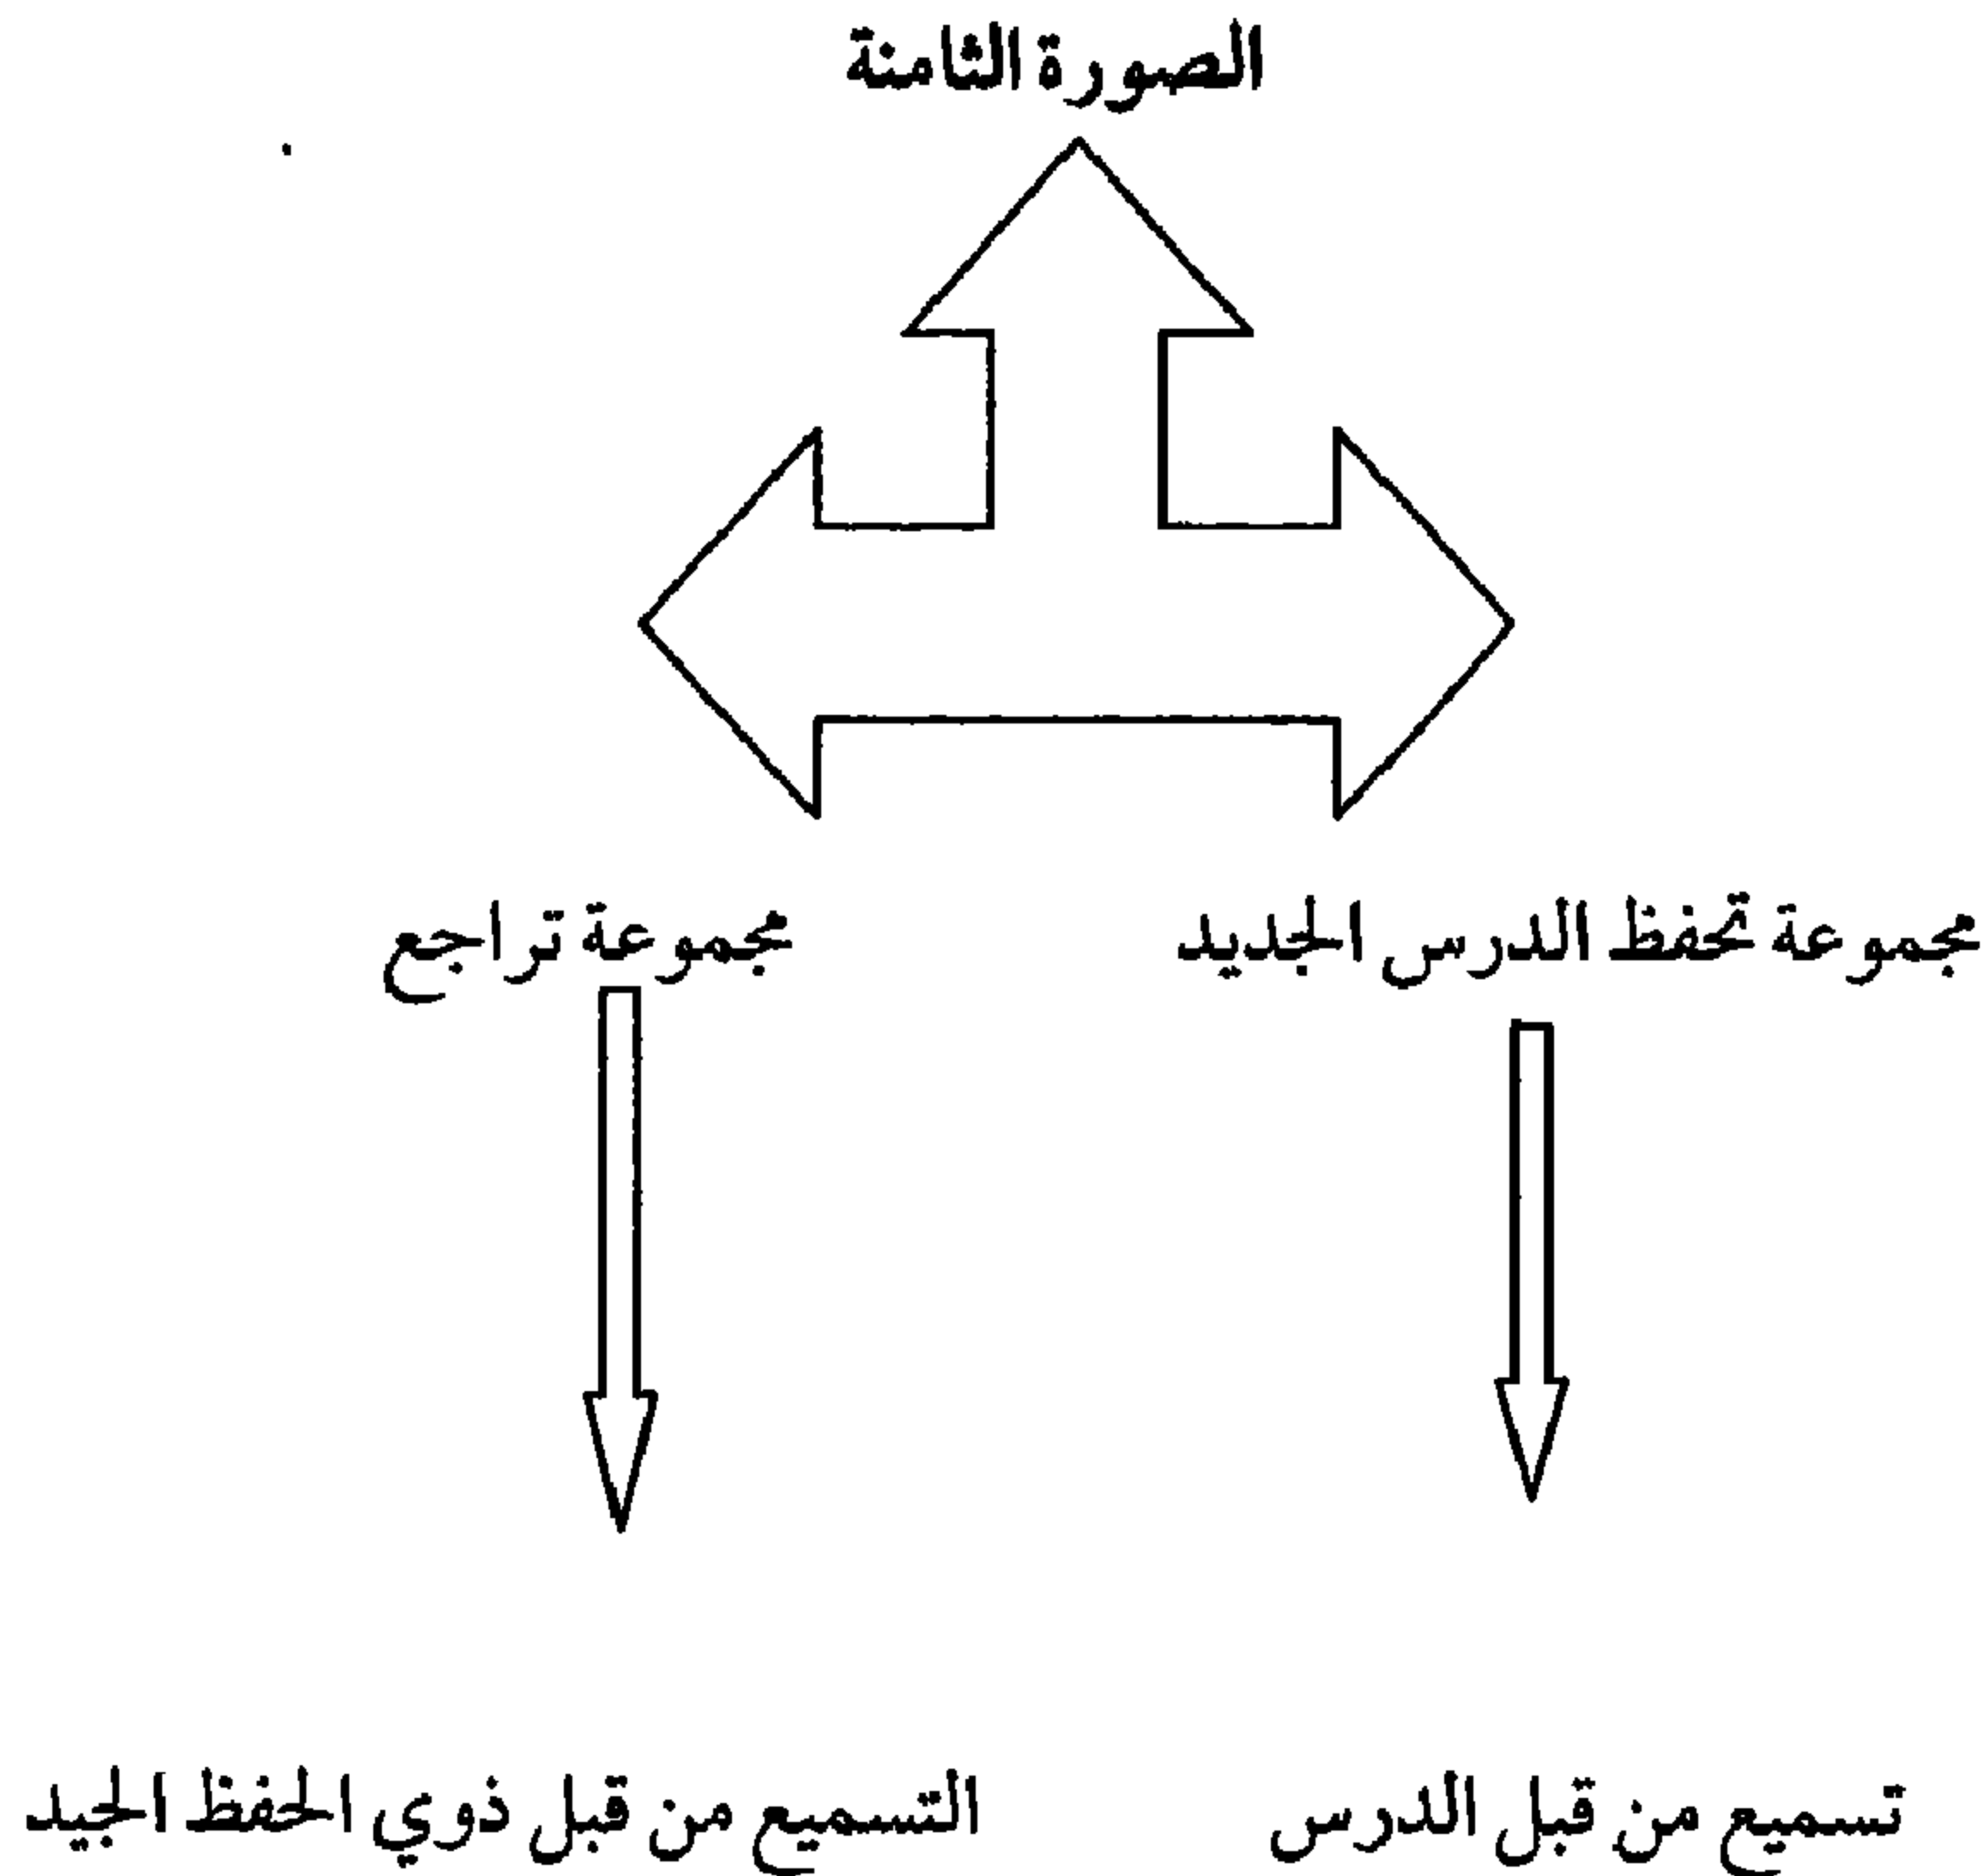 الصورة الثامنة
مجموعة تحفظ الدرس الجديد
مجموعة تراجع
تسميع من قبل الدرس
التسميع من قبل ذوي الحفظ الجيد